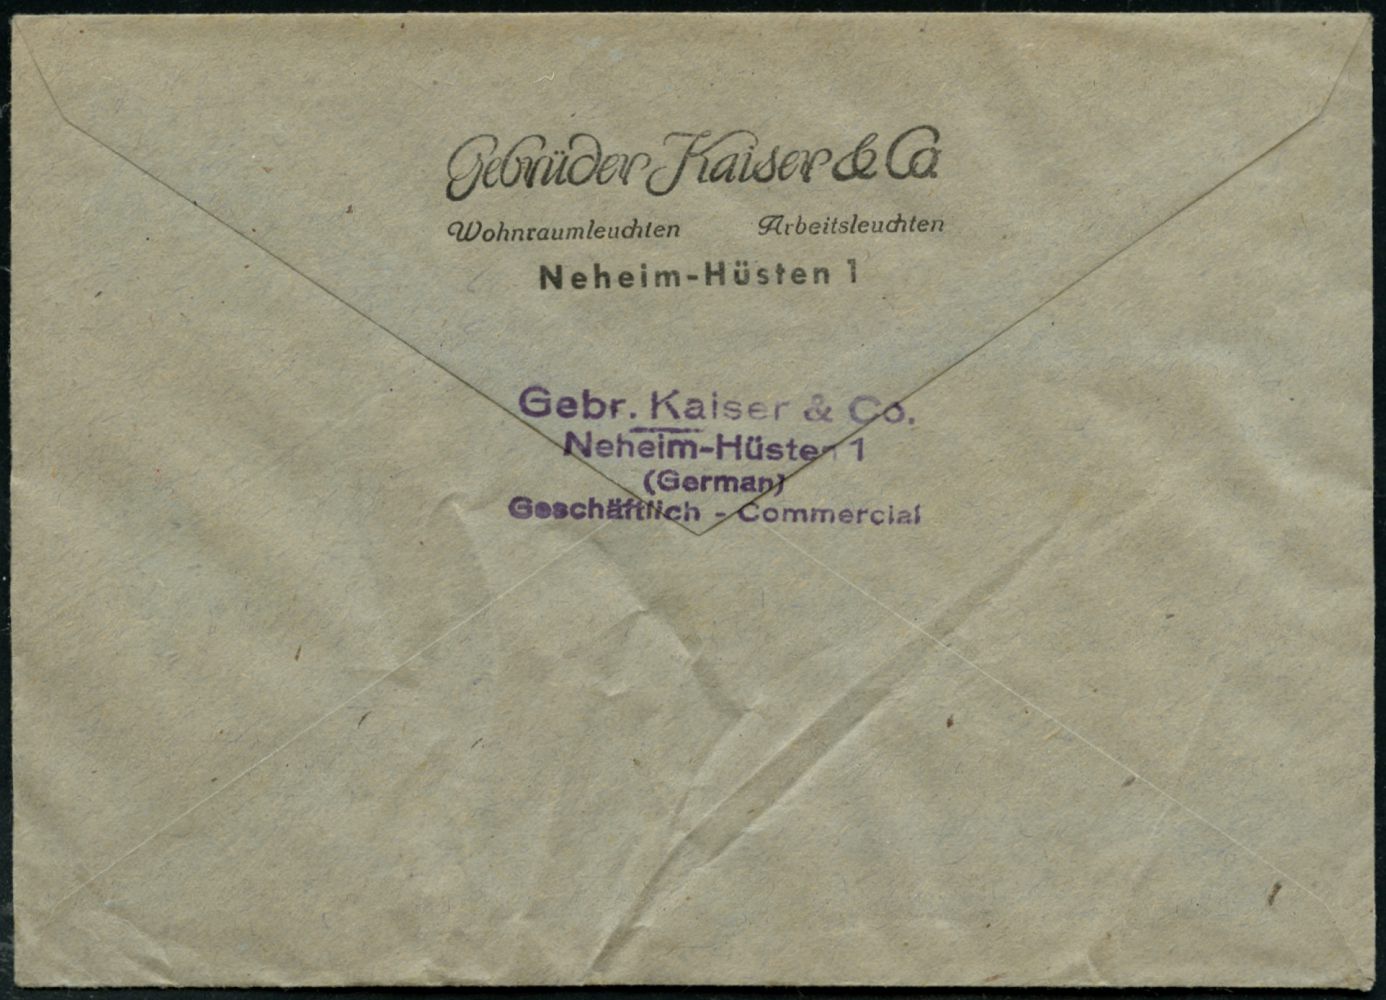 Gebrüder Kaiser & Co.
Wohnraumleuchten Arbeitsleuchten
Neheim-Hüsten 1
Gebr. Kaiser & Co.
Neheim-Hüsten 1
(German)
Geschäftlich - Commercial